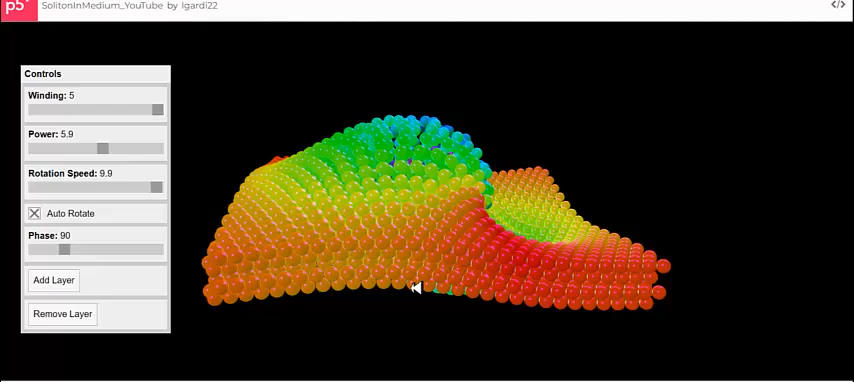 p5*
SolitonInMedium_YouTube by lgardi22
</>
Controls
Winding: 5
Power: 5.9
Rotation Speed: 9.9
Auto Rotate
Phase: 90
Add Layer
Remove Layer